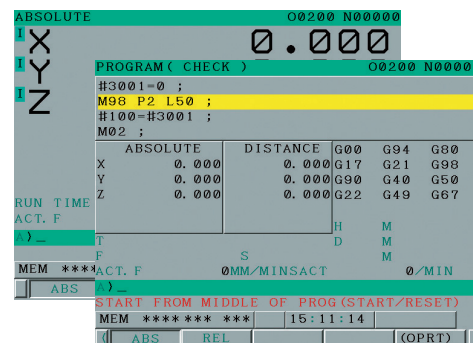 ABSOLUTE O0200 N00000
I X 0.000
I Y
I Z
RUN TIME
ACT. F
A)_
MEM ****
ABS
PROGRAM( CHECK ) O0200 N0000
#3001=0 ;
M98 P2 L50 ;
#100=#3001 ;
M02 ;
ABSOLUTE DISTANCE G00 G94 G80
X 0.000 0.000 G17 G21 G98
Y 0.000 0.000 G90 G40 G50
Z 0.000 0.000 G22 G49 G67
H M
T D M
F S M
ACT. F 0MM/MINSACT 0/MIN
A)_
START FROM MIDDLE OF PROG(START/RESET)
MEM **** *** *** 15:11:14
( ABS REL (OPRT)